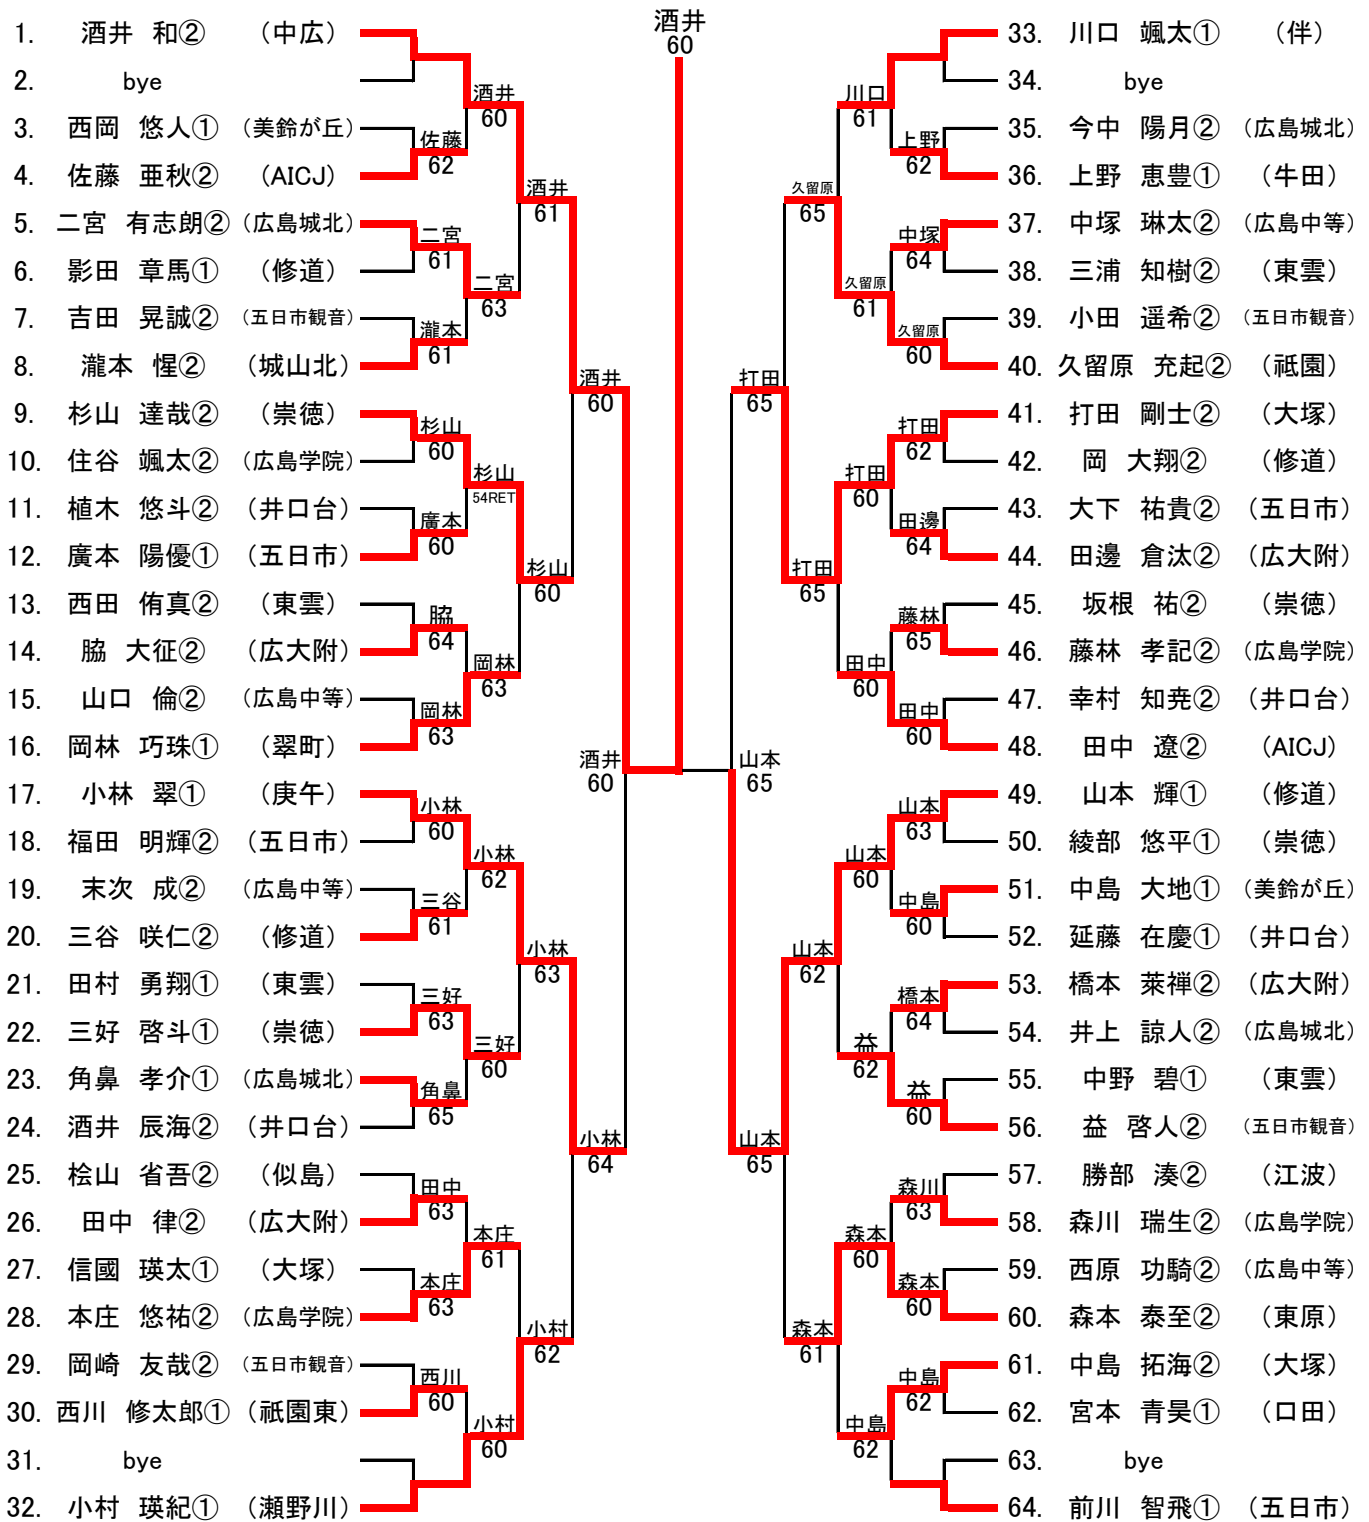 酒井
60
1. 酒井 和② (中広)
2. bye
3. 西岡 悠人① (美鈴が丘)
4. 佐藤 亜秋② (AICJ)
5. 二宮 有志朗② (広島城北)
6. 影田 章馬① (修道)
7. 吉田 晃誠② (五日市観音)
8. 瀧本 惺② (城山北)
9. 杉山 達哉② (崇徳)
10. 住谷 颯太② (広島学院)
11. 植木 悠斗② (井口台)
12. 廣本 陽優① (五日市)
13. 西田 侑真② (東雲)
14. 脇 大征② (広大附)
15. 山口 倫② (広島中等)
16. 岡林 巧珠① (翠町)
17. 小林 翠① (庚午)
18. 福田 明輝② (五日市)
19. 末次 成② (広島中等)
20. 三谷 咲仁② (修道)
21. 田村 勇翔① (東雲)
22. 三好 啓斗① (崇徳)
23. 角鼻 孝介① (広島城北)
24. 酒井 辰海② (井口台)
25. 桧山 省吾② (似島)
26. 田中 律② (広大附)
27. 信國 瑛太① (大塚)
28. 本庄 悠祐② (広島学院)
29. 岡崎 友哉② (五日市観音)
30. 西川 修太郎① (祇園東)
31. bye
32. 小村 瑛紀① (瀬野川)
佐藤
62
二宮
61
瀧本
61
杉山
60
廣本
60
脇
64
岡林
63
小林
60
三谷
61
三好
63
角鼻
65
田中
63
本庄
63
西川
60
酒井
60
二宮
63
杉山
54RET
岡林
63
小林
62
三好
60
本庄
61
小村
60
酒井
61
杉山
60
小林
63
小村
62
酒井
60
小林
64
酒井
60
山本
65
打田
65
山本
65
久留原
65
打田
65
山本
62
森本
61
川口
61
久留原
61
打田
60
田中
60
山本
60
益
62
森本
60
中島
62
上野
62
中塚
64
久留原
60
打田
62
田邊
64
藤林
65
田中
60
山本
63
中島
60
橋本
64
益
60
森川
63
森本
60
中島
62
33. 川口 颯太① (伴)
34. bye
35. 今中 陽月② (広島城北)
36. 上野 恵豊① (牛田)
37. 中塚 琳太② (広島中等)
38. 三浦 知樹② (東雲)
39. 小田 遥希② (五日市観音)
40. 久留原 充起② (祗園)
41. 打田 剛士② (大塚)
42. 岡 大翔② (修道)
43. 大下 祐貴② (五日市)
44. 田邊 倉汰② (広大附)
45. 坂根 祐② (崇徳)
46. 藤林 孝記② (広島学院)
47. 幸村 知尭② (井口台)
48. 田中 遼② (AICJ)
49. 山本 輝① (修道)
50. 綾部 悠平① (崇徳)
51. 中島 大地① (美鈴が丘)
52. 延藤 在慶① (井口台)
53. 橋本 萊禅② (広大附)
54. 井上 諒人② (広島城北)
55. 中野 碧① (東雲)
56. 益 啓人② (五日市観音)
57. 勝部 湊② (江波)
58. 森川 瑞生② (広島学院)
59. 西原 功騎② (広島中等)
60. 森本 泰至② (東原)
61. 中島 拓海② (大塚)
62. 宮本 青昊① (口田)
63. bye
64. 前川 智飛① (五日市)